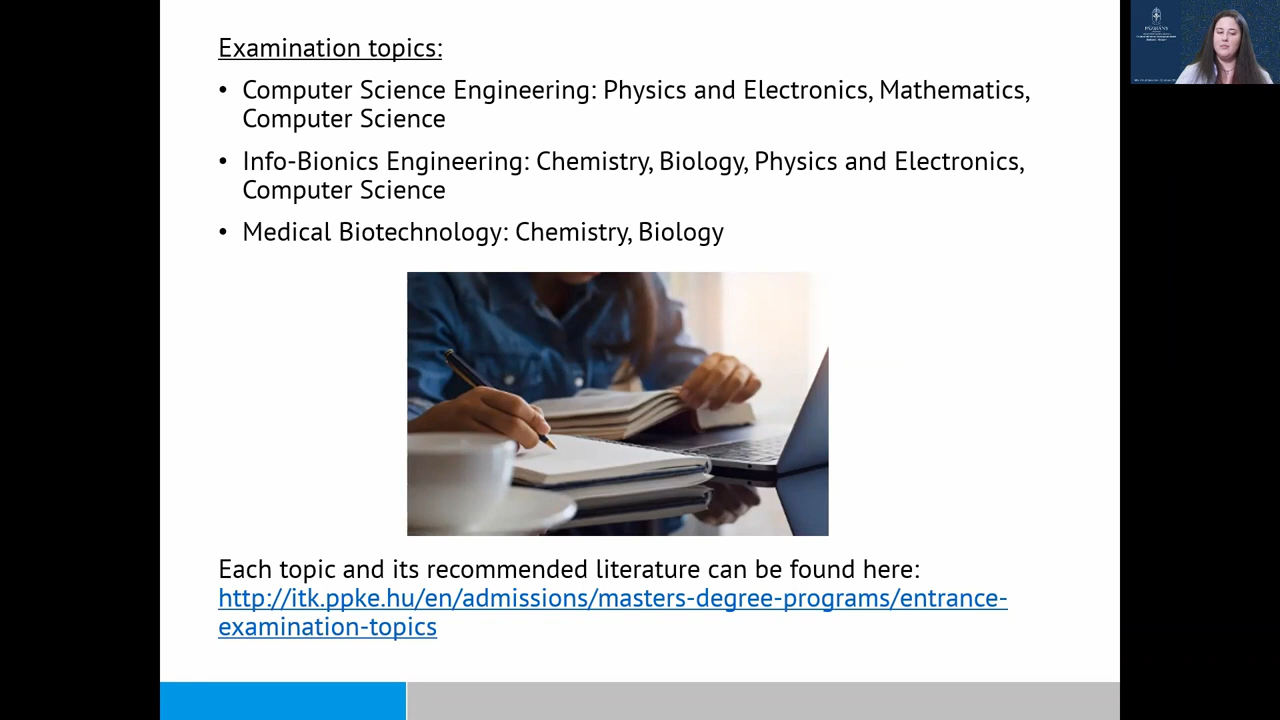 Examination topics:
• Computer Science Engineering: Physics and Electronics, Mathematics,
Computer Science
• Info-Bionics Engineering: Chemistry, Biology, Physics and Electronics,
Computer Science
• Medical Biotechnology: Chemistry, Biology
Each topic and its recommended literature can be found here:
http://itk.ppke.hu/en/admissions/masters-degree-programs/entrance-
examination-topics
PÁZMÁNY